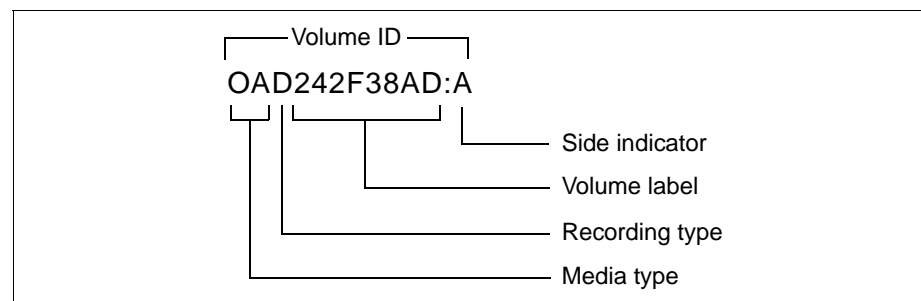 Volume ID
OAD242F38AD:A
Side indicator
Volume label
Recording type
Media type